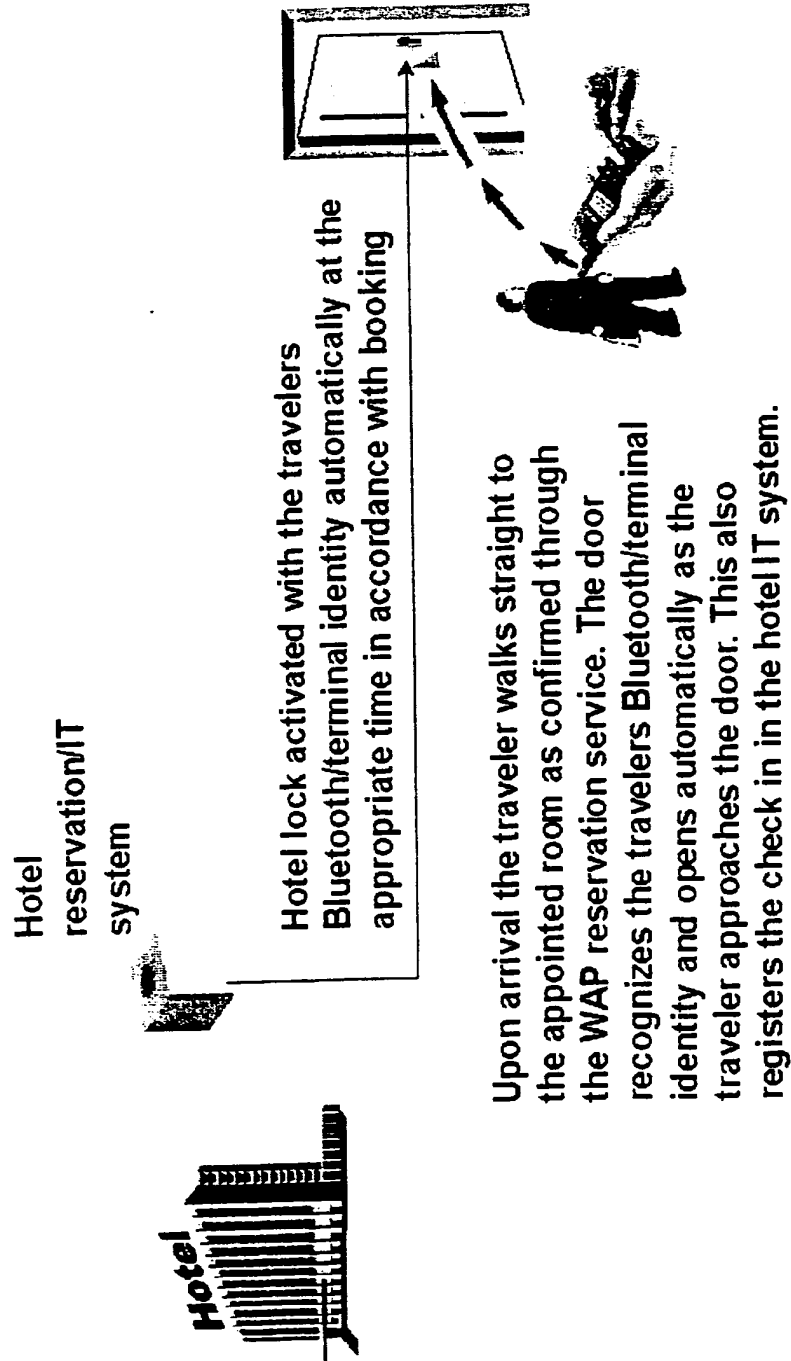 Hotel
reservation/IT
system
Hotel
Hotel lock activated with the travelers
Bluetooth/terminal identity automatically at the
appropriate time in accordance with booking
Upon arrival the traveler walks straight to
the appointed room as confirmed through
the WAP reservation service. The door
recognizes the travelers Bluetooth/terminal
identity and opens automatically as the
traveler approaches the door. This also
registers the check in in the hotel IT system.